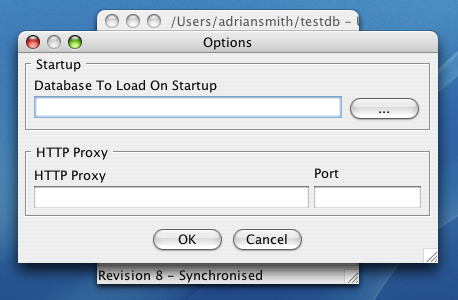 /Users/adriansmith/testdb –
Options
Startup
Database To Load On Startup
...
HTTP Proxy
HTTP Proxy
Port
OK
Cancel
Revision 8 – Synchronised